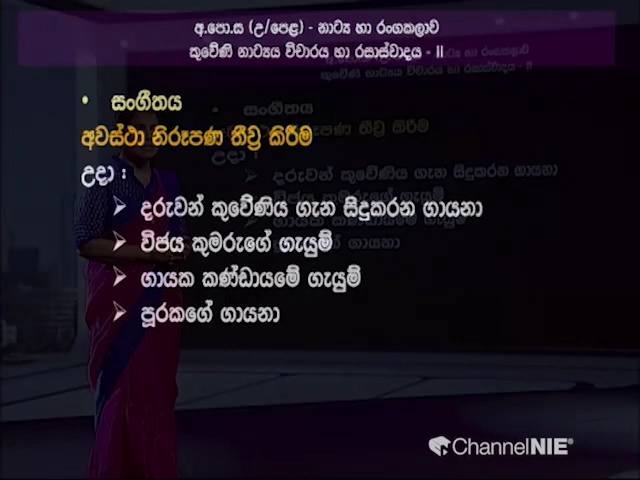 අ.පො.ස (උ/පෙළ) - නාට්‍ය හා රංගකලාව
කුවේණි නාට්‍යය විචාරය හා රසාස්වාදය - II
• සංගීතය
අවස්ථා නිරූපණ තීව්‍ර කිරීම
උදා :
➤ දරුවන් කුවේණිය ගැන සිදුකරන ගායනා
➤ විජය කුමරුගේ ගැයුම්
➤ ගායක කණ්ඩායමේ ගැයුම්
➤ පූරකගේ ගායනා
ChannelNIE